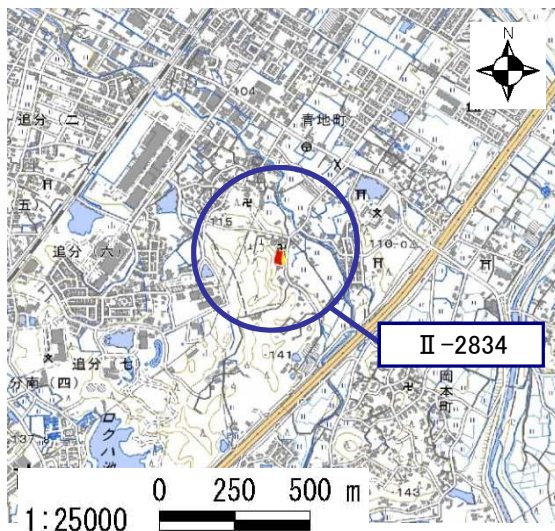 N
104
追分(二)
青地町
五)
115
110-0
追分(六)
Ⅱ-2834
141
追分(七)
分南(四)
岡本町
ロクハ池
137
143
0 250 500 m
1:25000